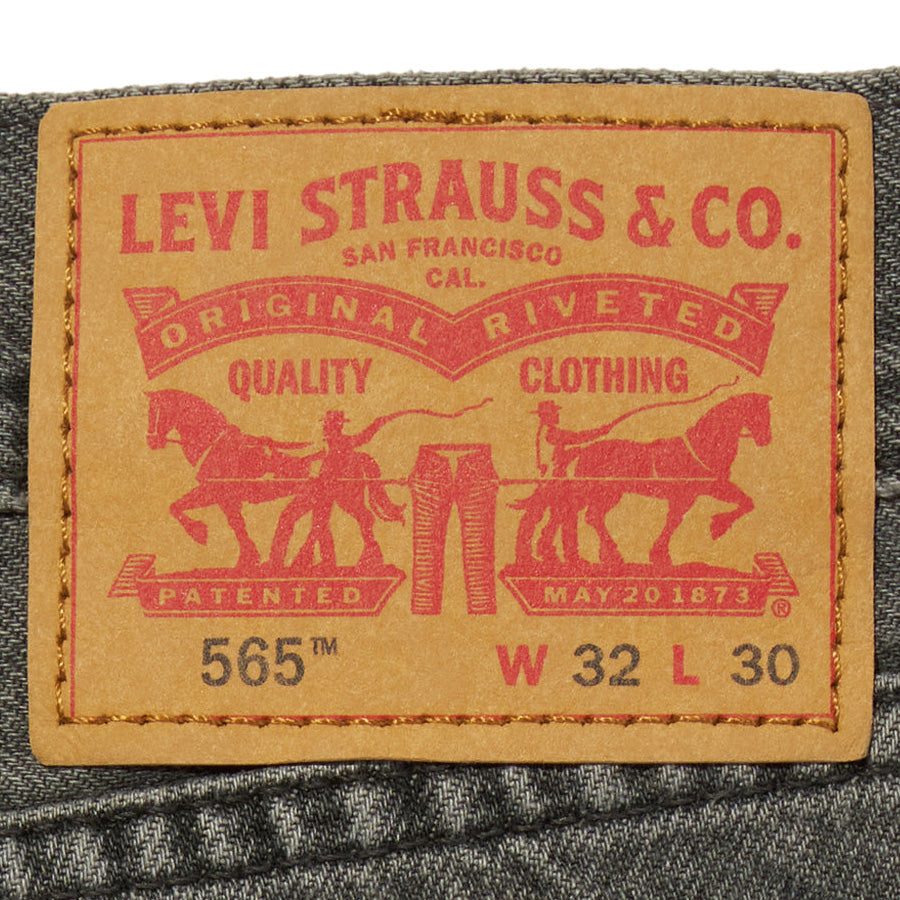 LEVI STRAUSS & CO.
SAN FRANCISCO
CAL.
ORIGINAL RIVETED
QUALITY CLOTHING
PATENTED MAY 20 1873 ®
565™ W 32 L 30